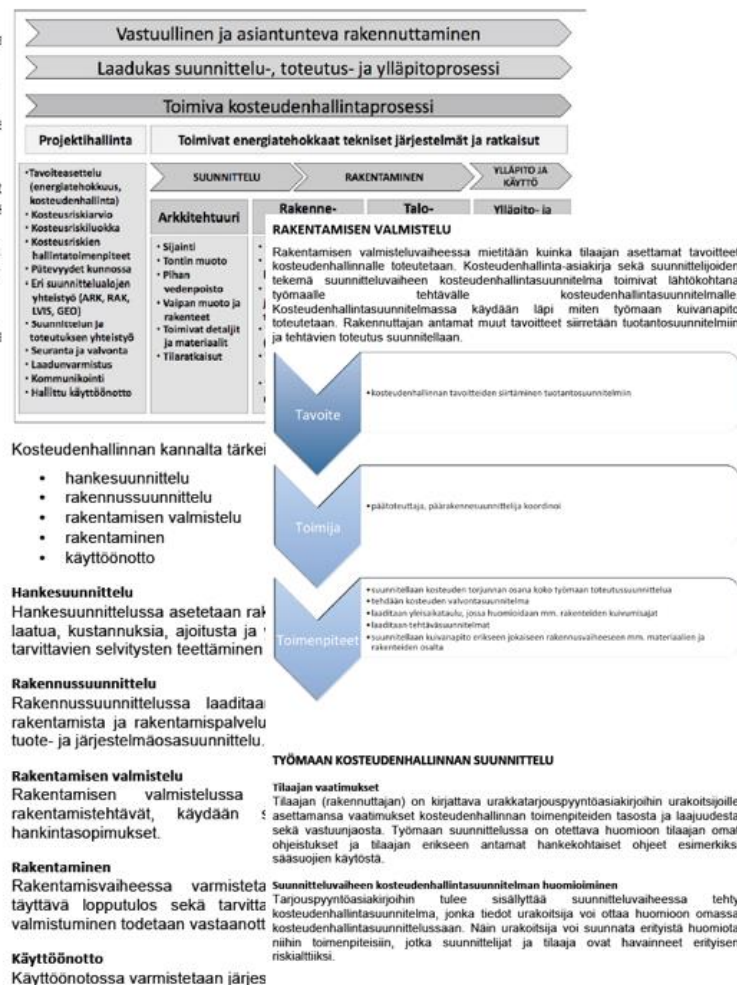 Vastuullinen ja asiantunteva rakennuttaminen
Laadukas suunnittelu-, toteutus- ja ylläpitoprosessi
Toimiva kosteudenhallintaprosessi
Projektihallinta
Toimivat energiatehokkaat tekniset järjestelmät ja ratkaisut
•Tavoiteasettelu
(energiatehokkuus,
kosteudenhallinta)
• Kosteusriskiarvio
• Kosteusriskiluokka
• Kosteusriskien
hallintatoimenpiteet
• Pätevyydet kunnossa
• Eri suunnittelualojen
yhteistyö (ARK, RAK,
LVIS, GEO)
• Suunnittelun ja
toteutuksen yhteistyö
• Seuranta ja valvonta
• Laadunvarmistus
• Kommunikointi
• Hallittu käyttöönotto
SUUNNITTELU
RAKENTAMINEN
YLLÄPITO JA
KÄYTTÖ
Arkkitehtuuri
Rakenne-
Talo-
Ylläpito- ja
• Sijainti
• Tontin muoto
• Pihan
vedenpoisto
• Vaipan muoto ja
rakenteet
• Toimivat detaljit
ja materiaalit
• Tilaratkaisut
Kosteudenhallinnan kannalta tärkei
• hankesuunnittelu
• rakennussuunnittelu
• rakentamisen valmistelu
• rakentaminen
• käyttöönotto
Hankesuunnittelu
Hankesuunnittelussa asetetaan rak
laatua, kustannuksia, ajoitusta ja
tarvittavien selvitysten teettäminen
Rakennussuunnittelu
Rakennussuunnittelussa laaditaa
rakentamista ja rakentamispalvelu
tuote- ja järjestelmäosasuunnittelu.
Rakentamisen valmistelu
Rakentamisen valmistelussa
rakentamistehtävät, käydään s
hankintasopimukset.
Rakentaminen
Rakentamisvaiheessa varmisteta
täyttävä lopputulos sekä tarvitta
valmistuminen todetaan vastaanott
Käyttöönotto
Käyttöönotossa varmistetaan järjes
RAKENTAMISEN VALMISTELU
Rakentamisen valmisteluvaiheessa mietitään kuinka tilaajan asettamat tavoitteet
kosteudenhallinnalle toteutetaan. Kosteudenhallinta-asiakirja sekä suunnittelijoiden
tekemä suunnitteluvaiheen kosteudenhallintasuunnitelma toimivat lähtökohtana
työmaalle tehtävälle kosteudenhallintasuunnitelmalle.
Kosteudenhallintasuunnitelmassa käydään läpi miten työmaan kuivanapito
toteutetaan. Rakennuttajan antamat muut tavoitteet siirretään tuotantosuunnitelmiin
ja tehtävien toteutus suunnitellaan.
Tavoite
•kosteudenhallinnan tavoitteiden siirtäminen tuotantosuunnitelmiin
Toimija
•päätoteuttaja, päärakennesuunnittelija koordinoi
Toimenpiteet
•suunnitellaan kosteuden torjunnan osana koko työmaan toteutussuunnittelua
•tehdään kosteuden valvontasuunnitelma
•laaditaan yleisaikataulu, jossa huomioidaan mm. rakenteiden kuivumisajat
•laaditaan tehtäväsuunnitelmat
•suunnitellaan kuivanapito erikseen jokaiseen rakennusvaiheeseen mm. materiaalien ja
rakenteiden osalta
TYÖMAAN KOSTEUDENHALLINNAN SUUNNITTELU
Tilaajan vaatimukset
Tilaajan (rakennuttajan) on kirjattava urakkatarjouspyyntöasiakirjoihin urakoitsijoille
asettamansa vaatimukset kosteudenhallinnan toimenpiteiden tasosta ja laajuudesta
sekä vastuunjaosta. Työmaan suunnittelussa on otettava huomioon tilaajan omat
ohjeistukset ja tilaajan erikseen antamat hankekohtaiset ohjeet esimerkiksi
sääsuojien käytöstä.
Suunnitteluvaiheen kosteudenhallintasuunnitelman huomioiminen
Tarjouspyyntöasiakirjoihin tulee sisällyttää suunnitteluvaiheessa tehty
kosteudenhallintasuunnitelma, jonka tiedot urakoitsija voi ottaa huomioon omassa
kosteudenhallintasuunnittelussaan. Näin urakoitsija voi suunnata erityistä huomiota
niihin toimenpiteisiin, jotka suunnittelijat ja tilaaja ovat havainneet erityisen
riskialttiiksi.